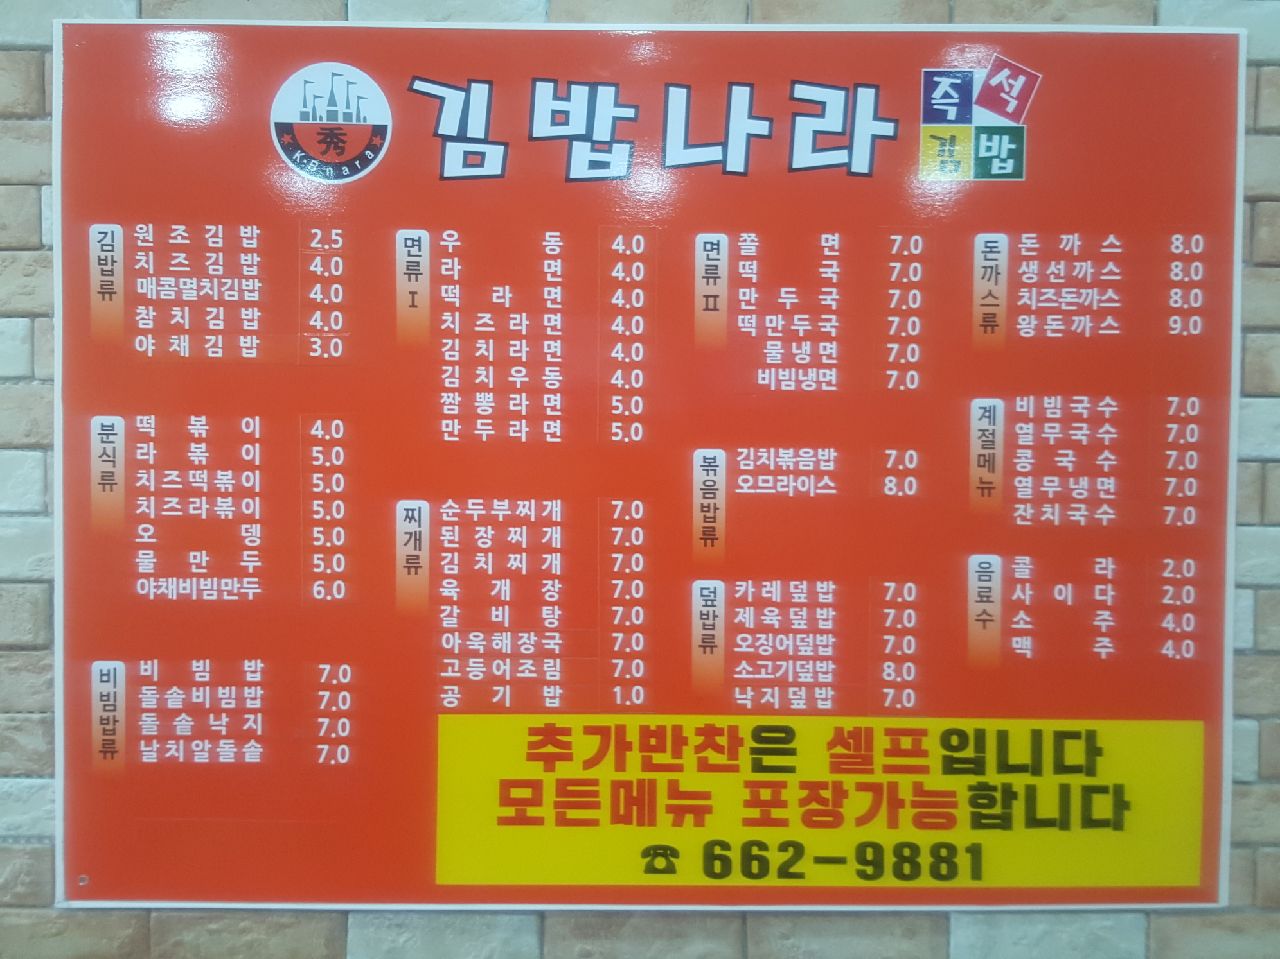 秀
K·B nara
김밥나라
즉석
김밥
김밥류
원조김밥 2.5
치즈김밥 4.0
매콤멸치김밥 4.0
참치김밥 4.0
야채김밥 3.0
분식류
떡볶이 4.0
라볶이 5.0
치즈떡볶이 5.0
치즈라볶이 5.0
오뎅 5.0
물만두 5.0
야채비빔만두 6.0
비빔밥류
비빔밥 7.0
돌솥비빔밥 7.0
돌솥낙지 7.0
날치알돌솥 7.0
면류 I
우동 4.0
라면 4.0
떡라면 4.0
치즈라면 4.0
김치라면 4.0
김치우동 4.0
짬뽕라면 5.0
만두라면 5.0
찌개류
순두부찌개 7.0
된장찌개 7.0
김치찌개 7.0
육개장 7.0
갈비탕 7.0
아욱해장국 7.0
고등어조림 7.0
공기밥 1.0
면류 II
쫄면 7.0
떡국 7.0
만두국 7.0
떡만두국 7.0
물냉면 7.0
비빔냉면 7.0
볶음밥류
김치볶음밥 7.0
오므라이스 8.0
덮밥류
카레덮밥 7.0
제육덮밥 7.0
오징어덮밥 7.0
소고기덮밥 8.0
낙지덮밥 7.0
돈까스류
돈까스 8.0
생선까스 8.0
치즈돈까스 8.0
왕돈까스 9.0
계절메뉴
비빔국수 7.0
열무국수 7.0
콩국수 7.0
열무냉면 7.0
잔치국수 7.0
음료수
콜라 2.0
사이다 2.0
소주 4.0
맥주 4.0
추가반찬은 셀프입니다
모든메뉴 포장가능합니다
☎ 662-9881